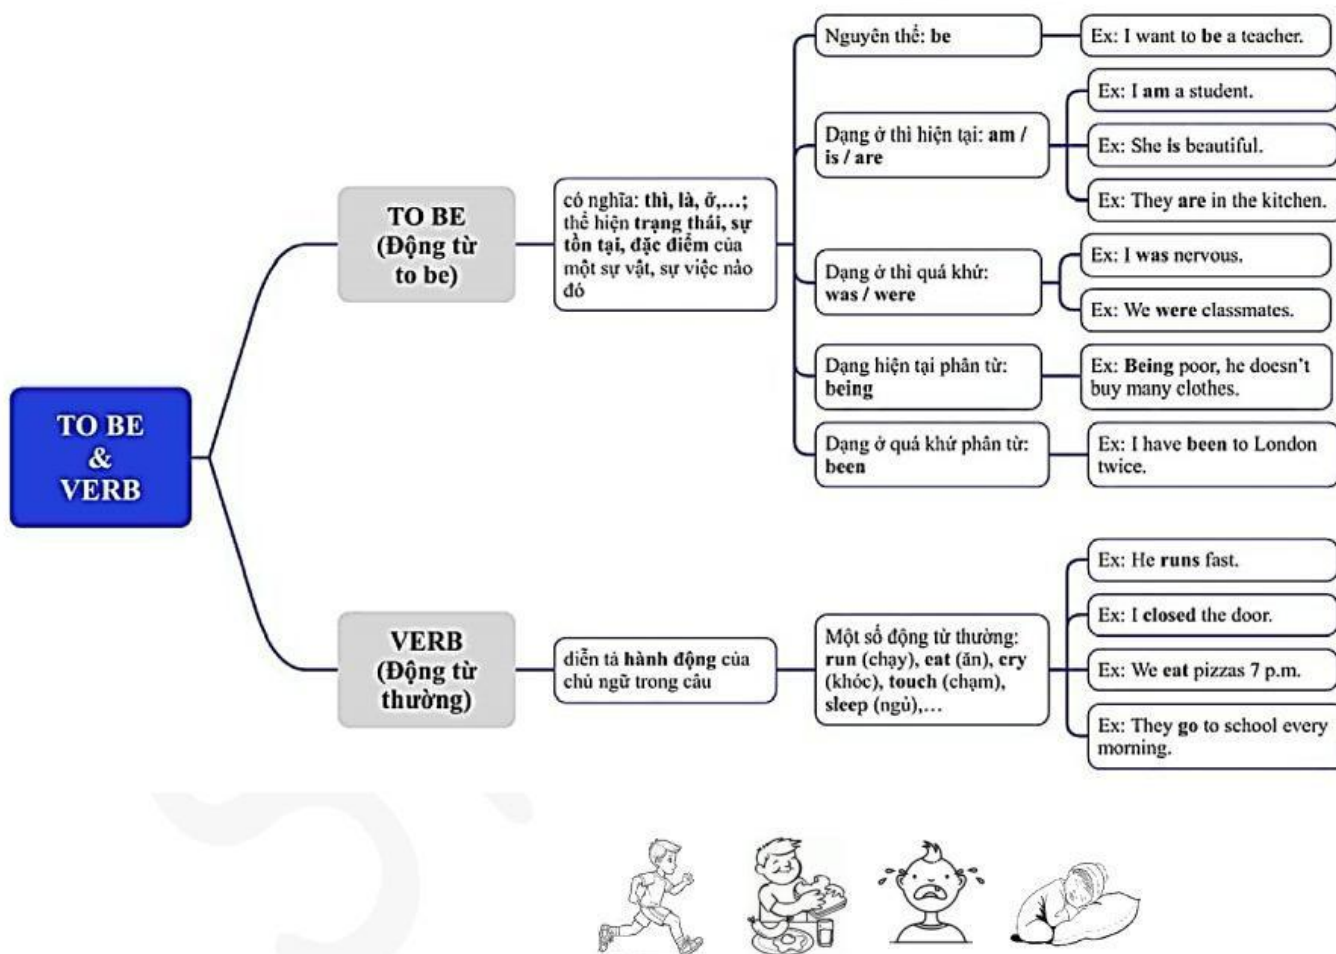 TO BE
&
VERB
TO BE
(Động từ
to be)
có nghĩa: thì, là, ở,…;
thể hiện trạng thái, sự
tồn tại, đặc điểm của
một sự vật, sự việc nào
đó
Nguyên thể: be
Ex: I want to be a teacher.
Dạng ở thì hiện tại: am /
is / are
Ex: I am a student.
Ex: She is beautiful.
Ex: They are in the kitchen.
Dạng ở thì quá khứ:
was / were
Ex: I was nervous.
Ex: We were classmates.
Dạng hiện tại phân từ:
being
Ex: Being poor, he doesn't
buy many clothes.
Dạng ở quá khứ phân từ:
been
Ex: I have been to London
twice.
VERB
(Động từ
thường)
diễn tả hành động của
chủ ngữ trong câu
Một số động từ thường:
run (chạy), eat (ăn), cry
(khóc), touch (chạm),
sleep (ngủ),…
Ex: He runs fast.
Ex: I closed the door.
Ex: We eat pizzas 7 p.m.
Ex: They go to school every
morning.